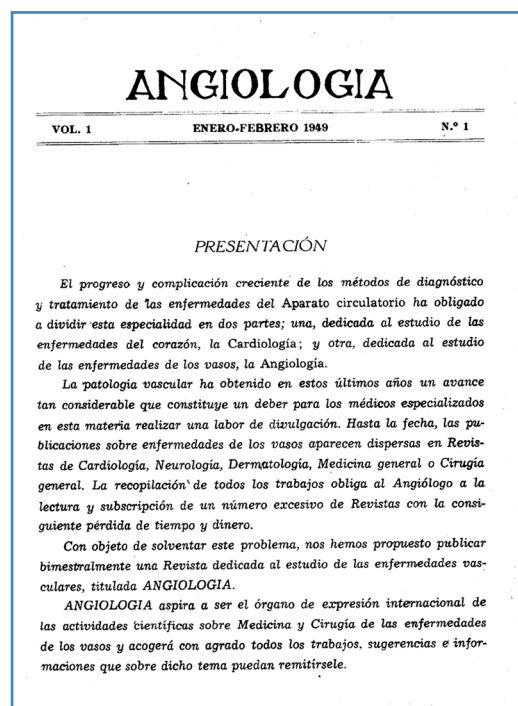 ANGIOLOGIA
VOL. 1 ENERO-FEBRERO 1949 N.º 1
PRESENTACIÓN
El progreso y complicación creciente de los métodos de diagnóstico
y tratamiento de las enfermedades del Aparato circulatorio ha obligado
a dividir esta especialidad en dos partes; una, dedicada al estudio de las
enfermedades del corazón, la Cardiología; y otra, dedicada al estudio
de las enfermedades de los vasos, la Angiología.
La patología vascular ha obtenido en estos últimos años un avance
tan considerable que constituye un deber para los médicos especializados
en esta materia realizar una labor de divulgación. Hasta la fecha, las pu-
blicaciones sobre enfermedades de los vasos aparecen dispersas en Revis-
tas de Cardiología, Neurología, Dermatología, Medicina general o Cirugía
general. La recopilación de todos los trabajos obliga al Angiólogo a la
lectura y subscripción de un número excesivo de Revistas con la consi-
guiente pérdida de tiempo y dinero.
Con objeto de solventar este problema, nos hemos propuesto publicar
bimestralmente una Revista dedicada al estudio de las enfermedades vas-
culares, titulada ANGIOLOGIA.
ANGIOLOGIA aspira a ser el órgano de expresión internacional de
las actividades científicas sobre Medicina y Cirugía de las enfermedades
de los vasos y acogerá con agrado todos los trabajos, sugerencias e infor-
maciones que sobre dicho tema puedan remitírsele.